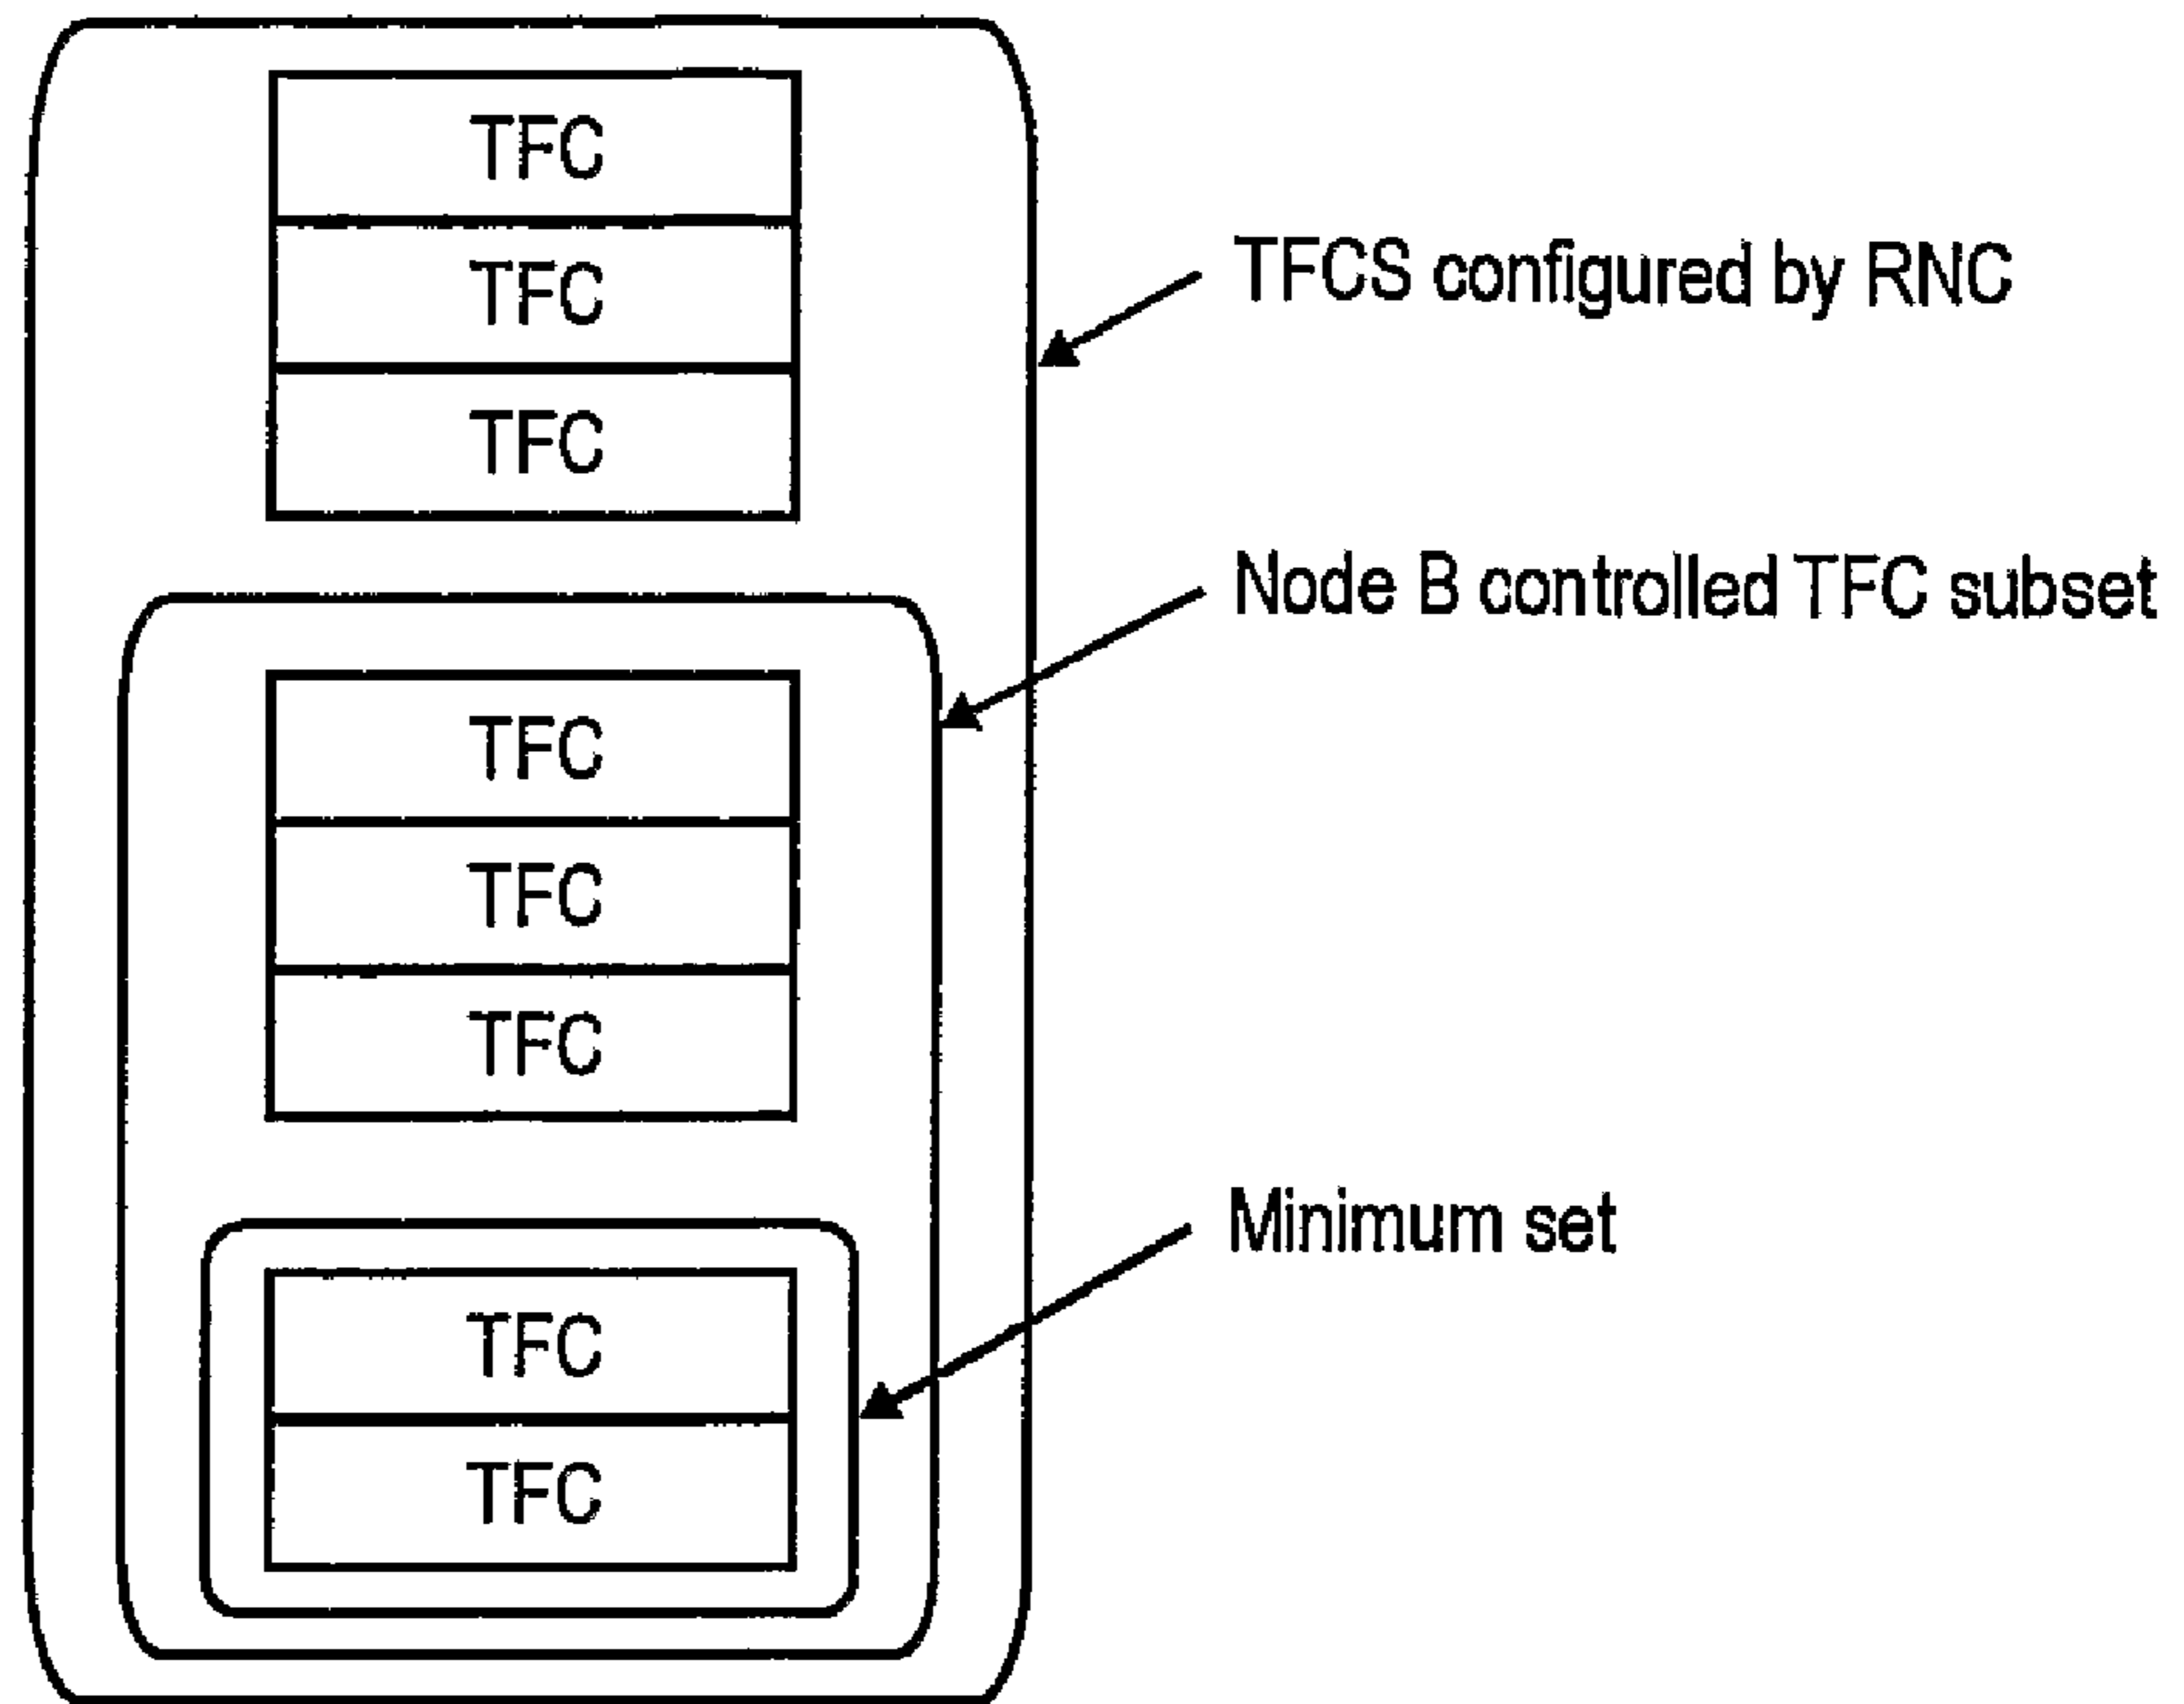 TFC
TFC
TFCS configured by RNC
TFC
Node B controlled TFC subset
TFC
TFC
TFC
Minimum set
TFC
TFC